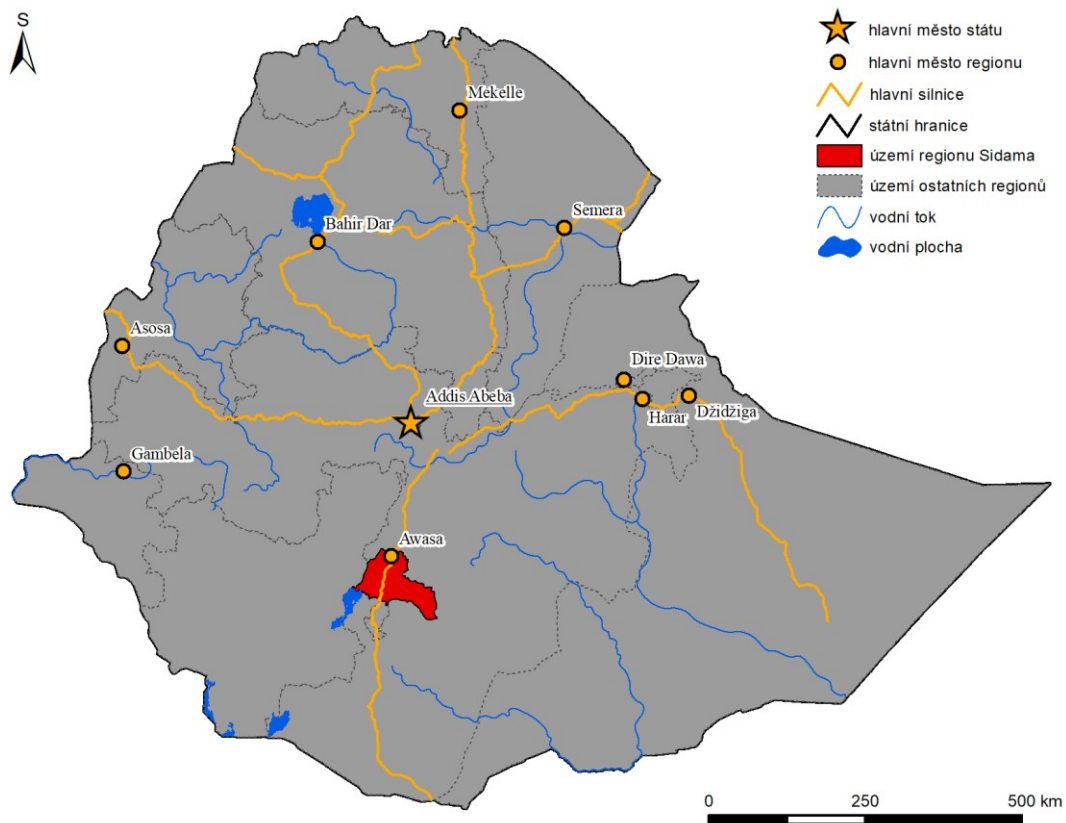 S
hlavní město státu
hlavní město regionu
hlavní silnice
státní hranice
území regionu Sidama
území ostatních regionů
vodní tok
vodní plocha
Mekelle
Semera
Bahir Dar
Asosa
Dire Dawa
Addis Abeba
Harar
Džidžiga
Gambela
Awasa
0 250 500 km